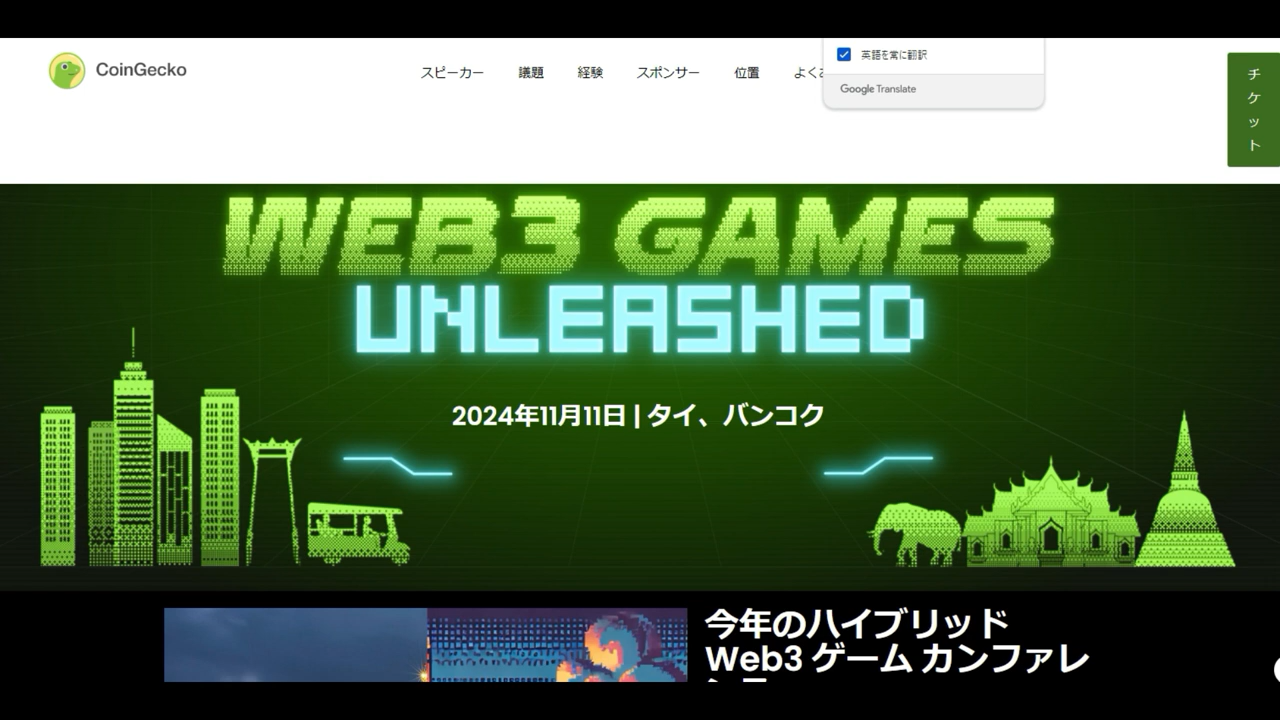 CoinGecko
スピーカー 議題 経験 スポンサー 位置 よく
英語を常に翻訳
Google Translate
チケット
WEB3 GAMES
UNLEASHED
2024年11月11日 | タイ、バンコク
今年のハイブリッド
Web3 ゲーム カンファレ